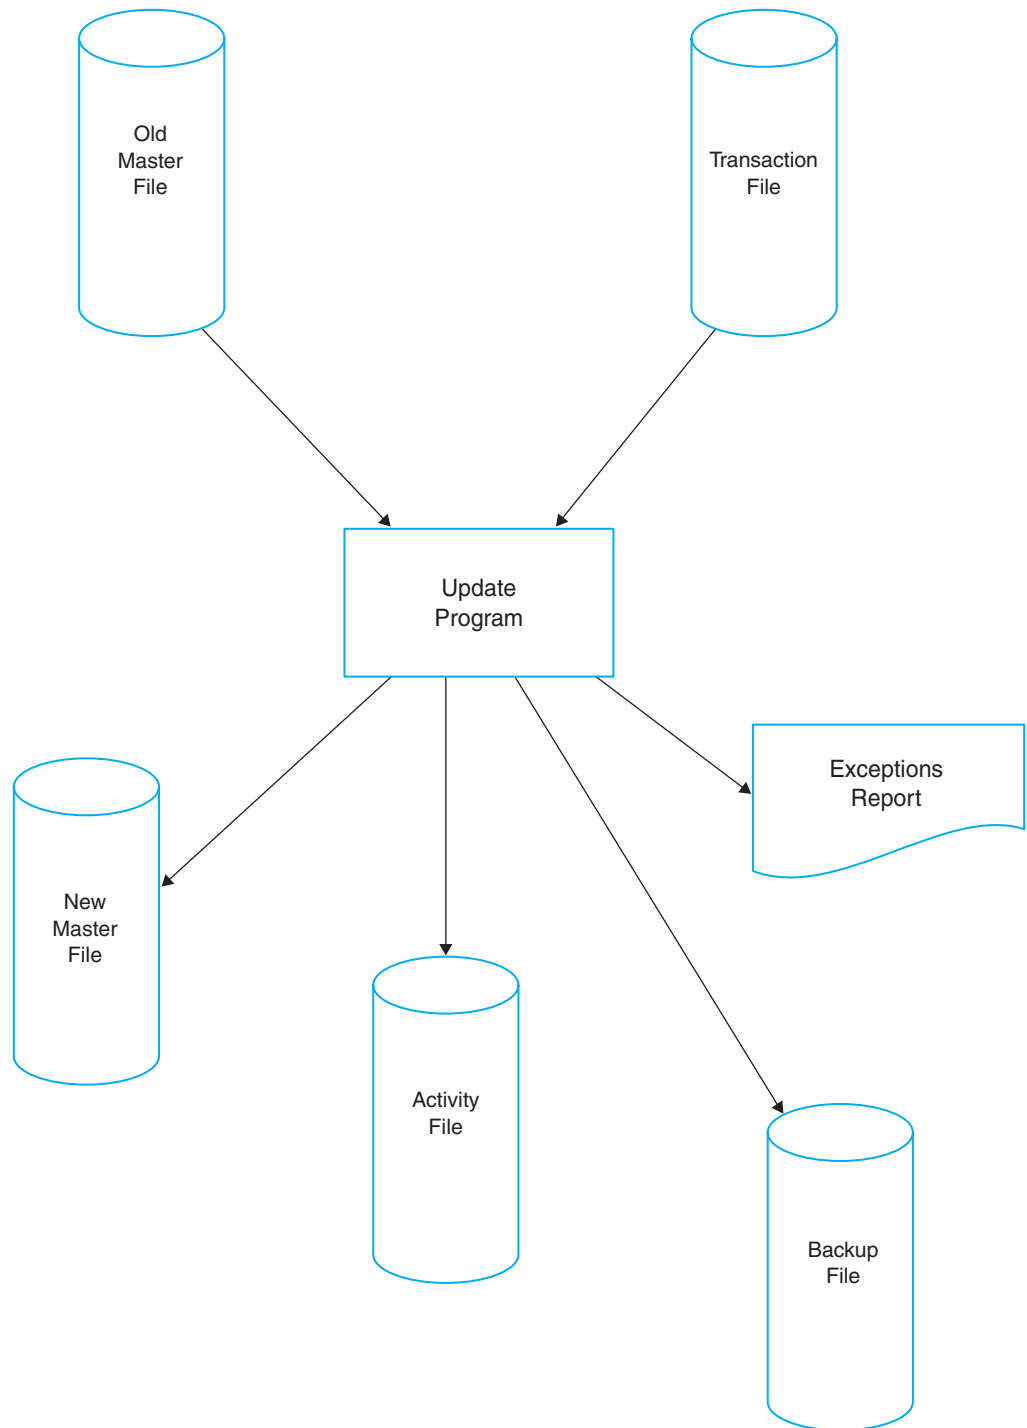 Old
Master
File
Transaction
File
Update
Program
Exceptions
Report
New
Master
File
Activity
File
Backup
File